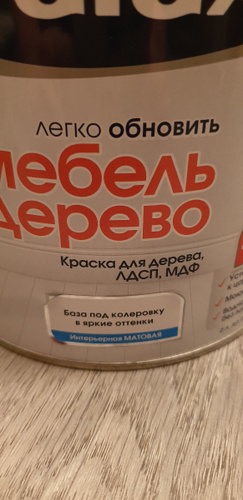 легко обновить
мебель
дерево
Краска для дерева,
ЛДСП, МДФ
База под колеровку
в яркие оттенки
Интерьерная МАТОВАЯ